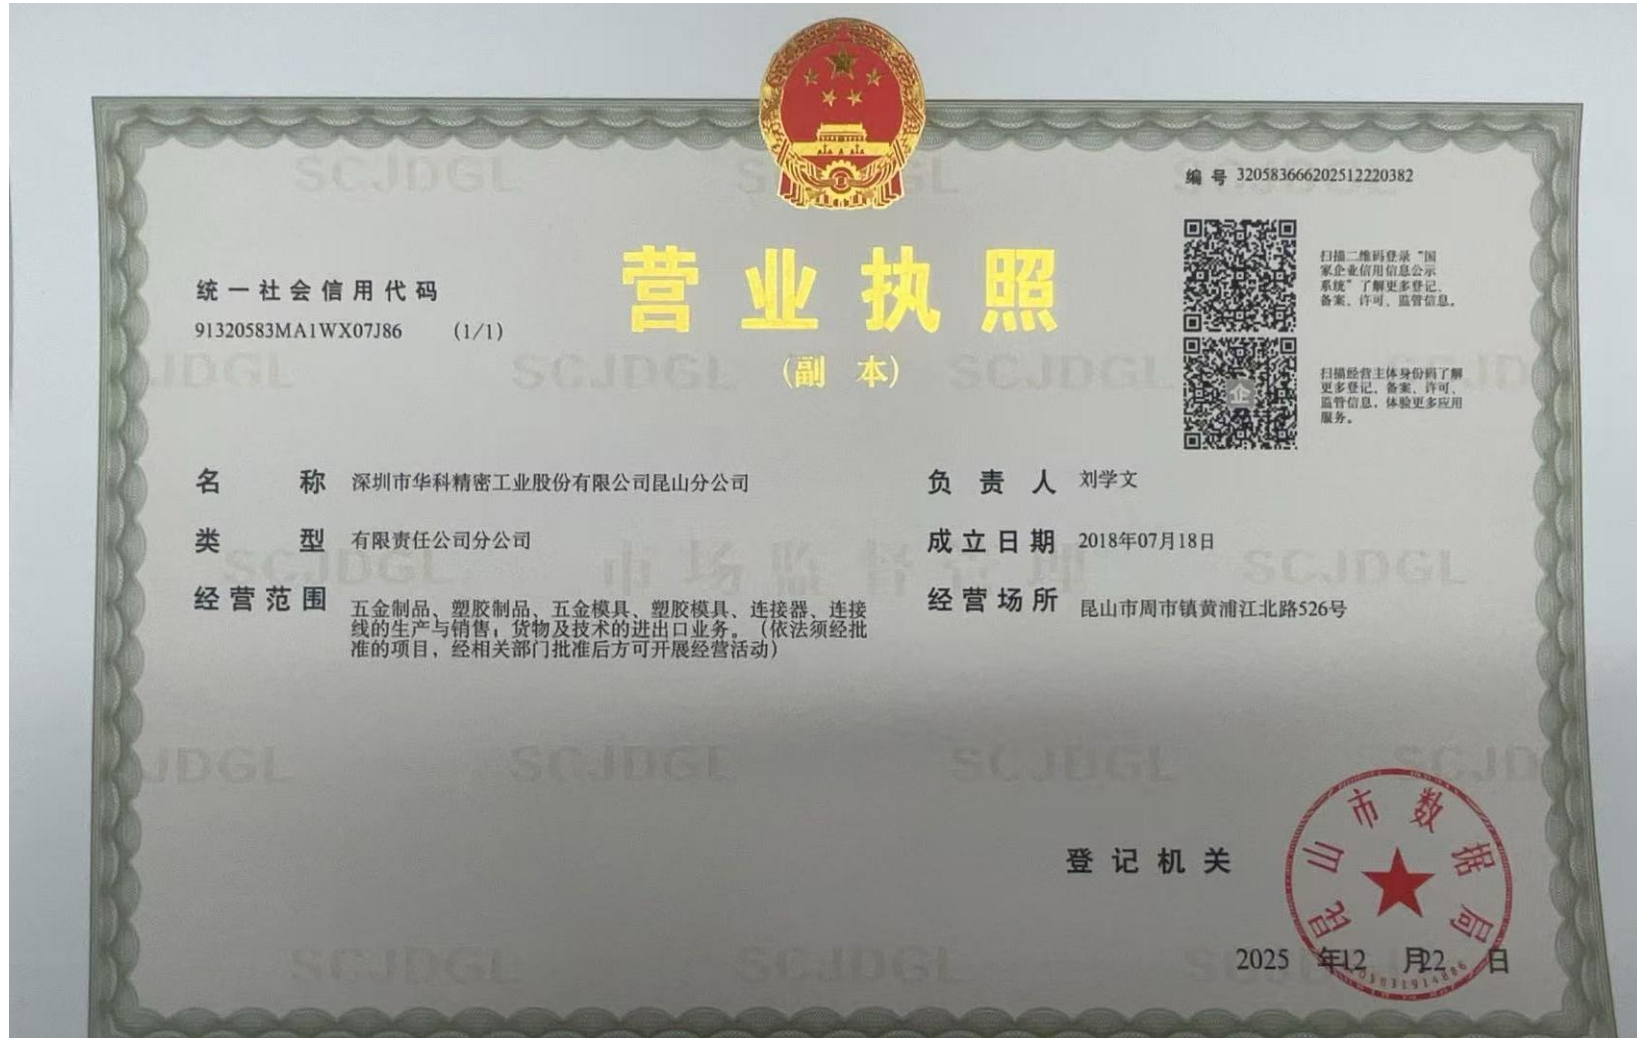 编 号 320583666202512220382
扫描二维码登录“国
家企业信用信息公示
系统”了解更多登记、
备案、许可、监管信息。
统一社会信用代码
91320583MA1WX07J86 (1/1)
营业执照
(副 本)
企
扫描经营主体身份码了解
更多登记、备案、许可、
监管信息，体验更多应用
服务。
名 称 深圳市华科精密工业股份有限公司昆山分公司
负 责 人 刘学文
类 型 有限责任公司分公司
成立日期 2018年07月18日
经营范围 五金制品、塑胶制品、五金模具、塑胶模具、连接器、连接
线的生产与销售；货物及技术的进出口业务。（依法须经批
准的项目，经相关部门批准后方可开展经营活动）
经营场所 昆山市周市镇黄浦江北路526号
市场监督管理
SCJDGL
登记机关
昆山市数据局
2025 年12 月22 日